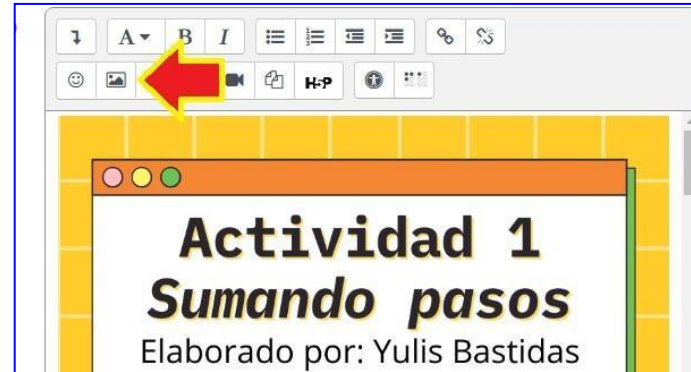 A B I
H-P
Actividad 1
Sumando pasos
Elaborado por: Yulis Bastidas